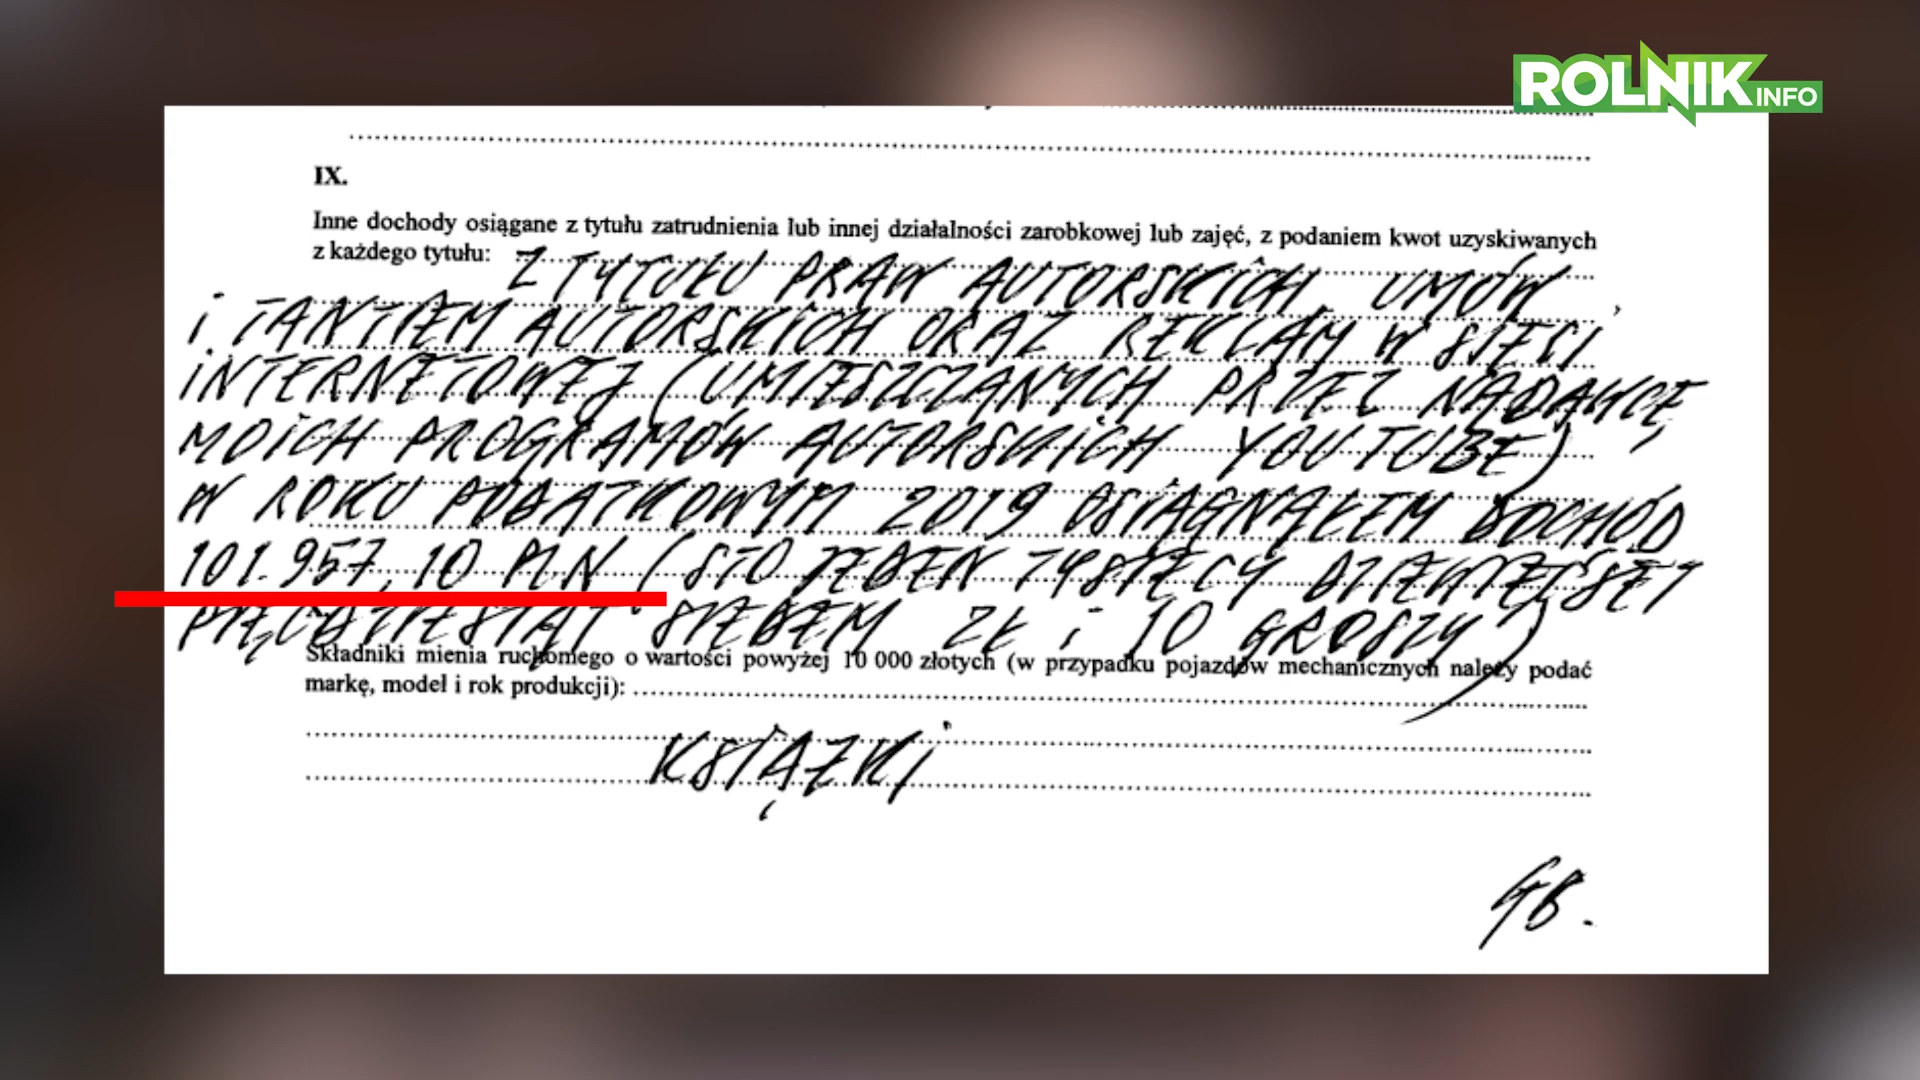 ROLNIK INFO
IX.
Inne dochody osiągane z tytułu zatrudnienia lub innej działalności zarobkowej lub zajęć, z podaniem kwot uzyskiwanych
z każdego tytułu: Z TYTUŁU PRAW AUTORSKICH, UMÓW
i TANTIEM AUTORSKICH ORAZ REKLAM W SIECI
INTERNETOWEJ (UMIESZCZANYCH PRZEZ NADAWCĘ
MOICH PROGRAMÓW AUTORSKICH YOUTUBE)
W ROKU PODATKOWYM 2019 OSIĄGNĄŁEM DOCHÓD
101.957,10 PLN (STO JEDEN TYSIĘCY DZIEWIĘĆSET
PIĘĆDZIESIĄT SIEDEM ZŁ i 10 GROSZY)
Składniki mienia ruchomego o wartości powyżej 10 000 złotych (w przypadku pojazdów mechanicznych należy podać
markę, model i rok produkcji):
KSIĄŻKI
GB.